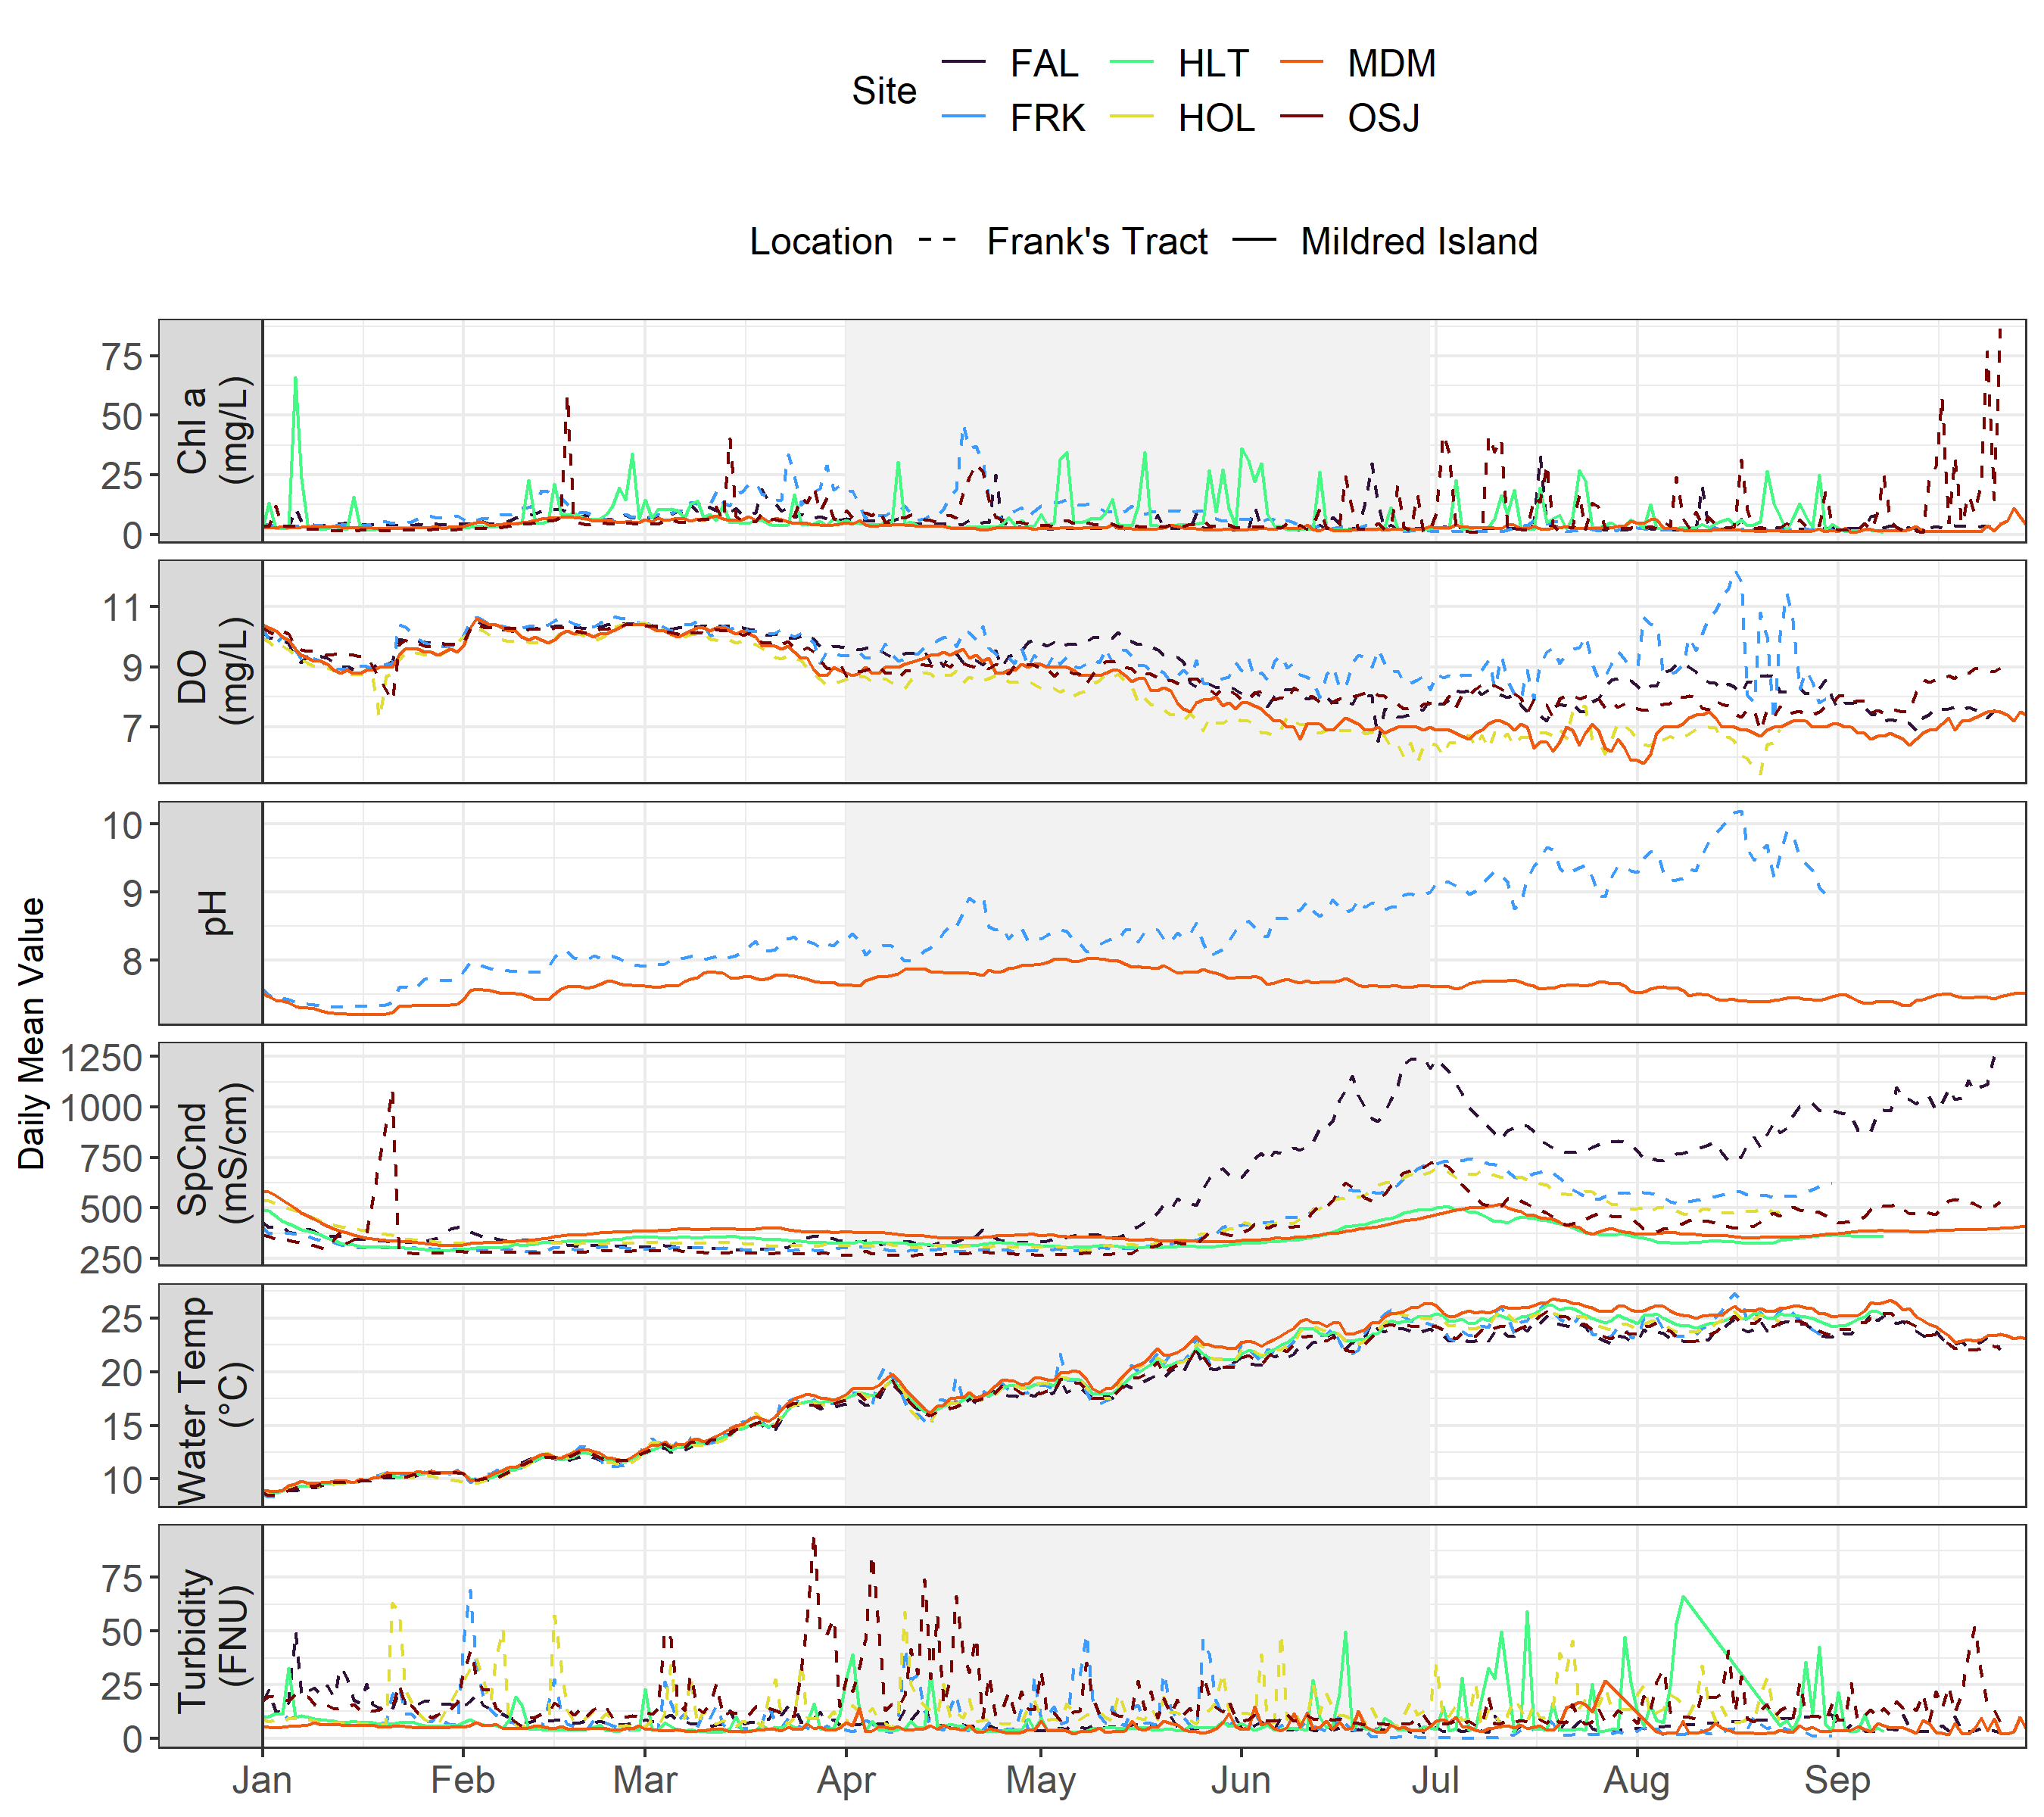 Site
FAL HLT MDM
FRK HOL OSJ
Location Frank's Tract Mildred Island
Daily Mean Value
Chl a
(mg/L)
75
50
25
0
DO
(mg/L)
11
9
7
pH
10
9
8
SpCnd
(mS/cm)
1250
1000
750
500
250
Water Temp
(°C)
25
20
15
10
Turbidity
(FNU)
75
50
25
0
Jan Feb Mar Apr May Jun Jul Aug Sep